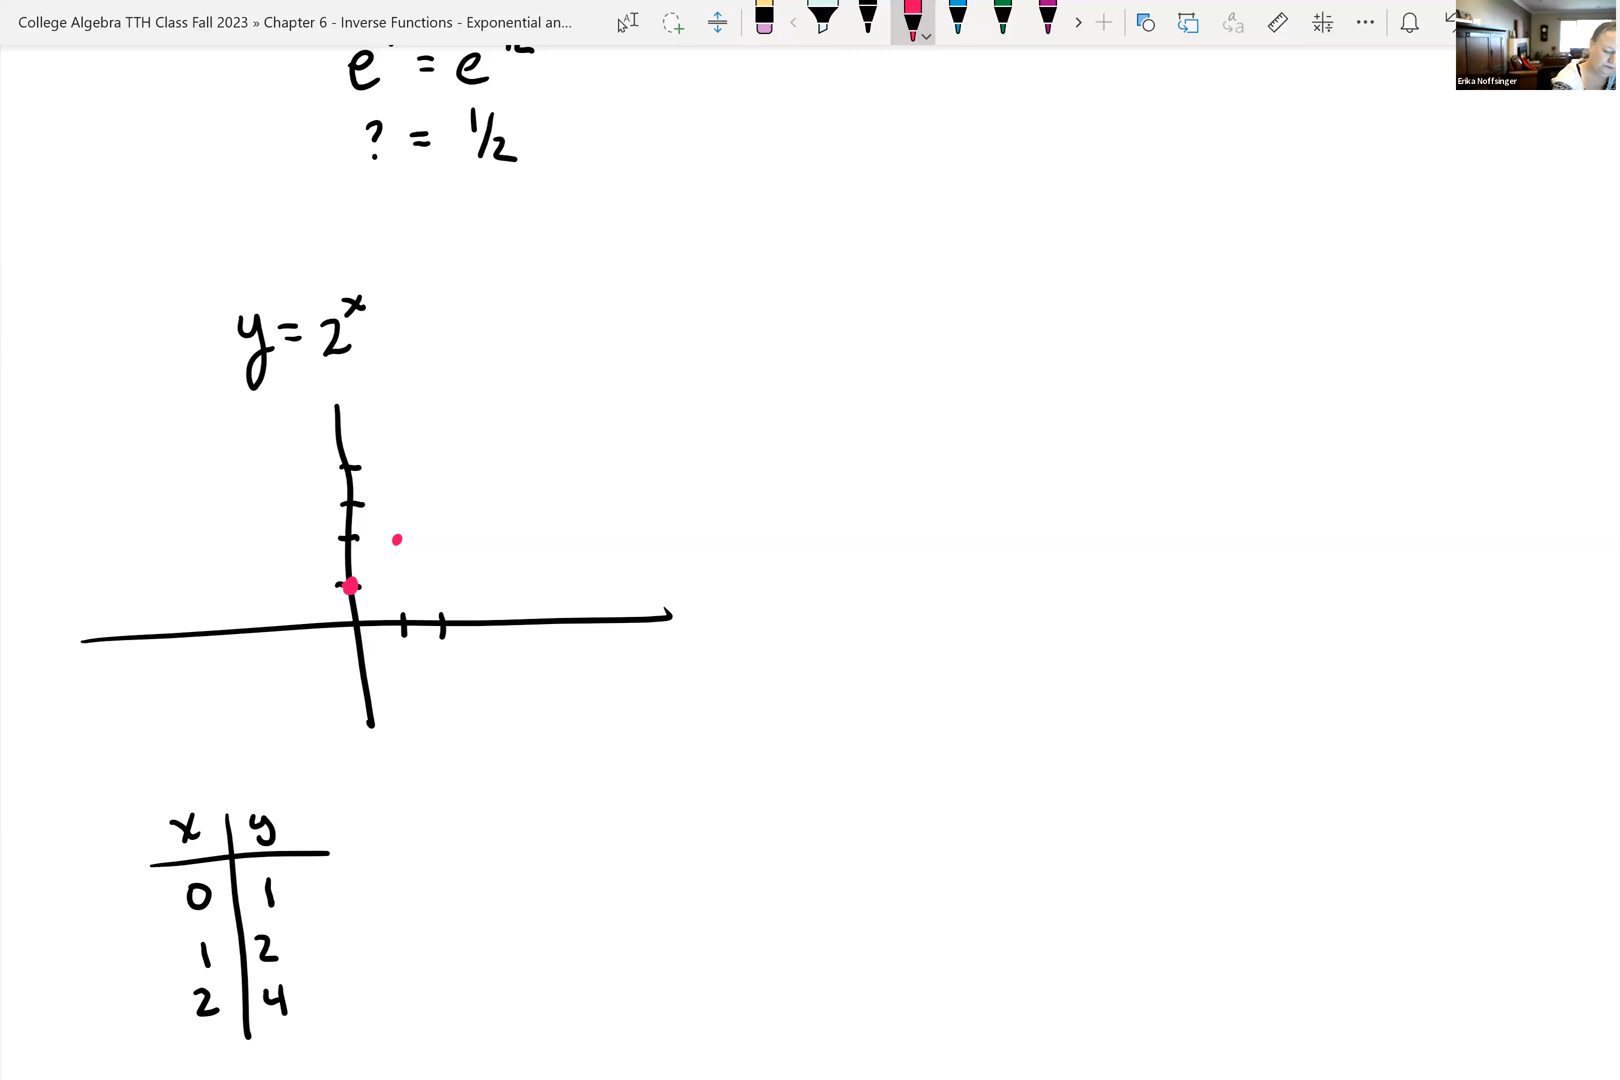 College Algebra TTH Class Fall 2023 » Chapter 6 - Inverse Functions - Exponential an...
Erika Noffsinger
e = e
? = 1/2
y = 2^x
x y
0 1
1 2
2 4